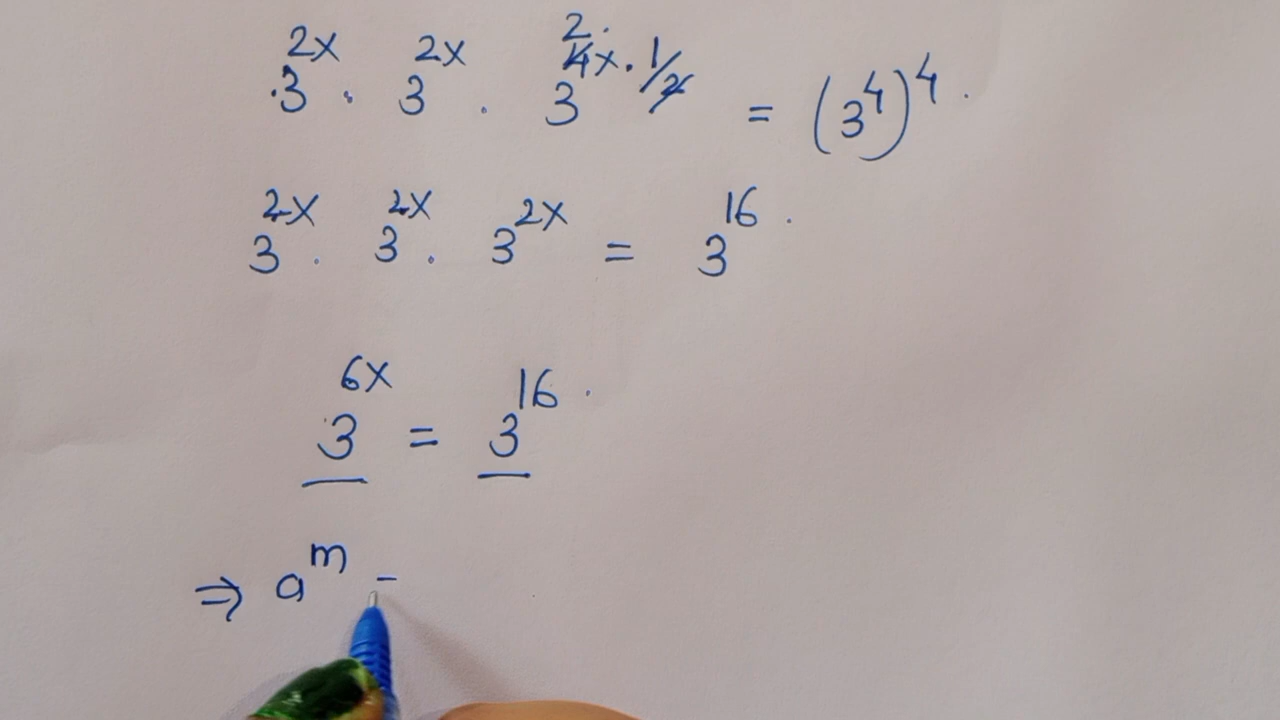 3^{2x} . 3^{2x} . 3^{4x . 1/2} = (3^4)^4 .
3^{2x} . 3^{2x} . 3^{2x} = 3^{16} .
3^{6x} = 3^{16} .
⇒ a^m -